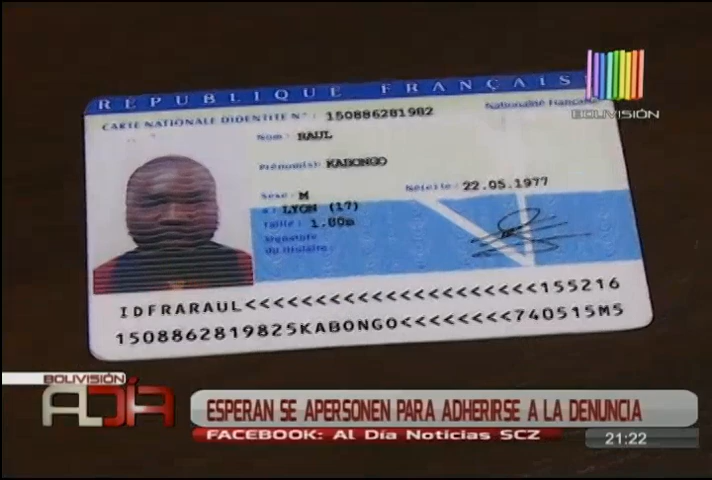 RÉPUBLIQUE FRANÇAISE
BOLIVISIÓN
CARTE NATIONALE D'IDENTITÉ N° : 150886281982
Nationalité Française
Nom : RAUL
Prénom(s): KABONGO
Sexe : M
Né(e) le : 22.05.1977
à : LYON (17)
Taille : 1.80m
Signature
du titulaire :
IDFRARAUL<<<<<<<<<<<<<<<<<<<<<<155216
1508862819825KABONGO<<<<<<<<740515M5
BOLIVISIÓN
AL DÍA
ESPERAN SE APERSONEN PARA ADHERIRSE A LA DENUNCIA
FACEBOOK: Al Día Noticias SCZ
21:22